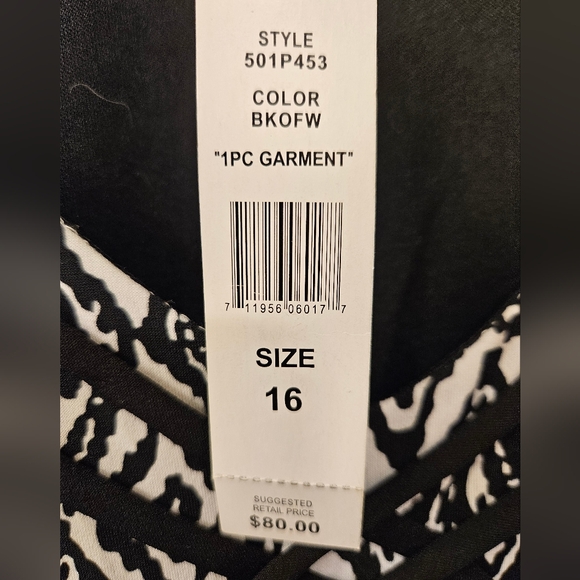 STYLE
501P453
COLOR
BKOFW
"1PC GARMENT"
7 11956 06017 7
SIZE
16
SUGGESTED
RETAIL PRICE
$80.00